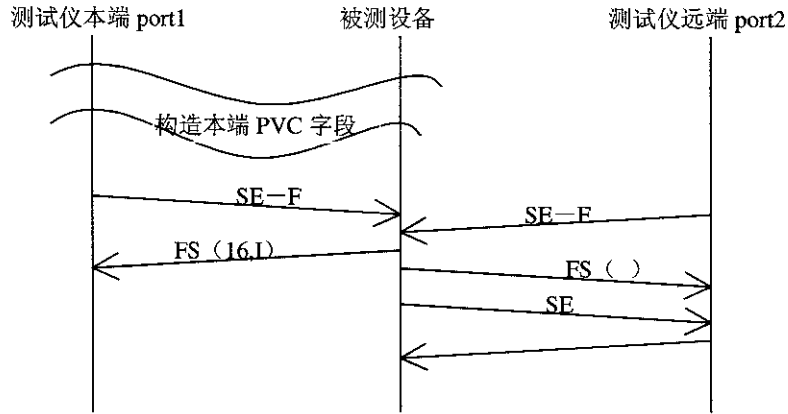 测试仪本端 port1
被测设备
测试仪远端 port2
构造本端 PVC 字段
SE－F
SE－F
FS（16,I）
FS（ ）
SE